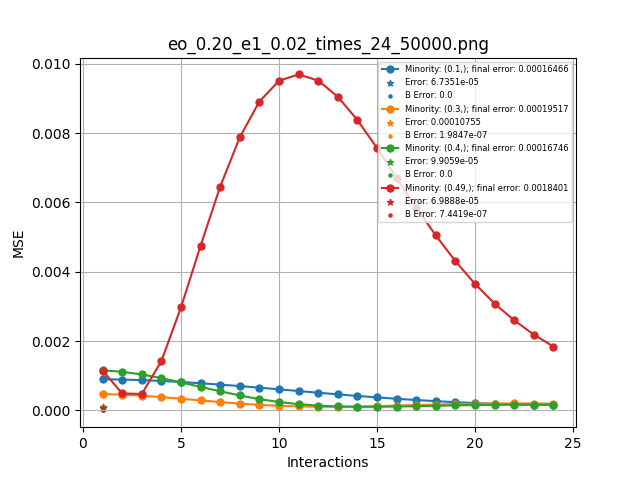 eo_0.20_e1_0.02_times_24_50000.png
0.010
0.008
0.006
0.004
0.002
0.000
MSE
Minority: (0.1,); final error: 0.00016466
Error: 6.7351e-05
B Error: 0.0
Minority: (0.3,); final error: 0.00019517
Error: 0.00010755
B Error: 1.9847e-07
Minority: (0.4,); final error: 0.00016746
Error: 9.9059e-05
B Error: 0.0
Minority: (0.49,); final error: 0.0018401
Error: 6.9888e-05
B Error: 7.4419e-07
0 5 10 15 20 25
Interactions